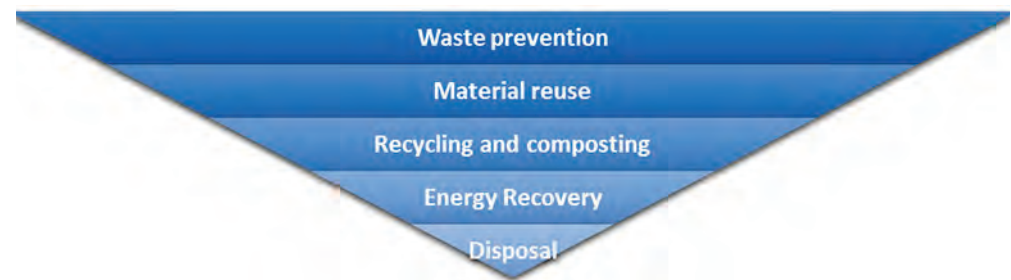 Waste prevention
Material reuse
Recycling and composting
Energy Recovery
Disposal